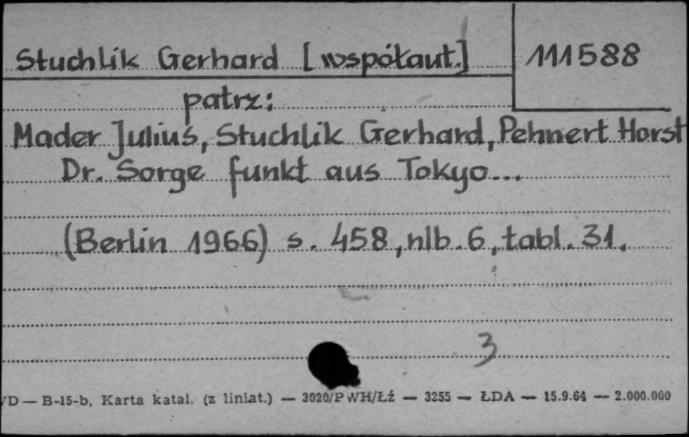 Stuchlik Gerhard [współaut.] 111588
patrz:
Mader Julius, Stuchlik Gerhard, Pehnert Horst
Dr. Sorge funkt aus Tokyo...
(Berlin 1966) s. 458, nlb. 6, tabl. 31.
3
VD — B-15-b, Karta katal. (z liniat.) — 3020/PWH/Łź — 3255 — ŁDA — 15.9.64 — 2.000.000